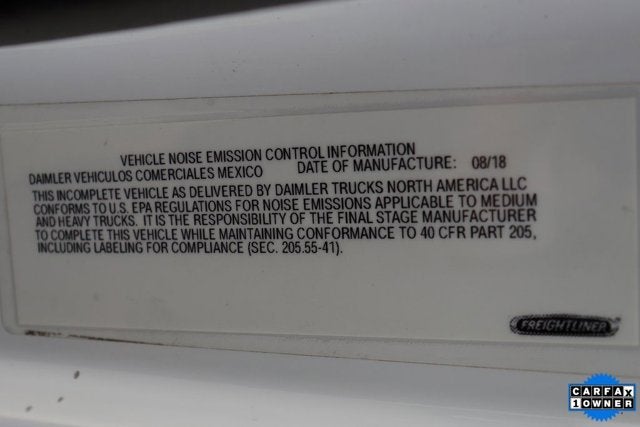 VEHICLE NOISE EMISSION CONTROL INFORMATION
DAIMLER VEHICULOS COMERCIALES MEXICO DATE OF MANUFACTURE: 08/18
THIS INCOMPLETE VEHICLE AS DELIVERED BY DAIMLER TRUCKS NORTH AMERICA LLC
CONFORMS TO U.S. EPA REGULATIONS FOR NOISE EMISSIONS APPLICABLE TO MEDIUM
AND HEAVY TRUCKS. IT IS THE RESPONSIBILITY OF THE FINAL STAGE MANUFACTURER
TO COMPLETE THIS VEHICLE WHILE MAINTAINING CONFORMANCE TO 40 CFR PART 205,
INCLUDING LABELING FOR COMPLIANCE (SEC. 205.55-41).
FREIGHTLINER
CARFAX
1 OWNER